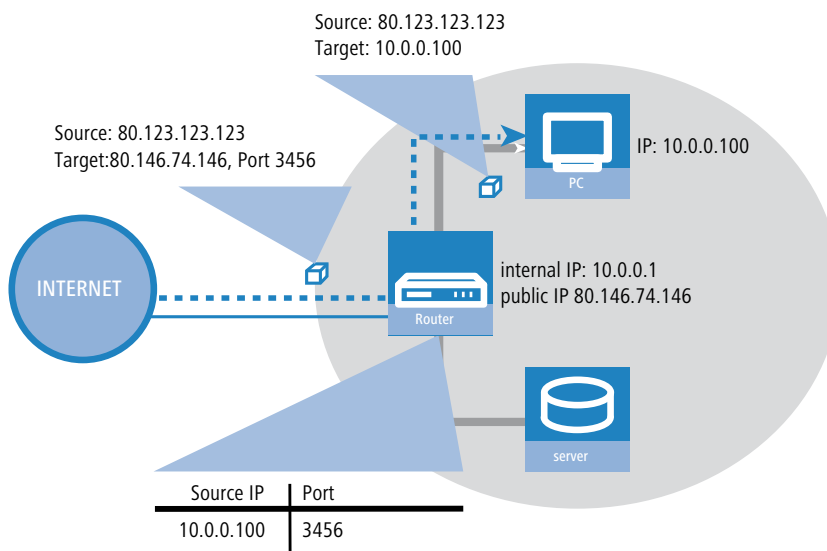 Source: 80.123.123.123
Target: 10.0.0.100
Source: 80.123.123.123
Target:80.146.74.146, Port 3456
IP: 10.0.0.100
PC
INTERNET
internal IP: 10.0.0.1
public IP 80.146.74.146
Router
server
Source IP Port
10.0.0.100 3456